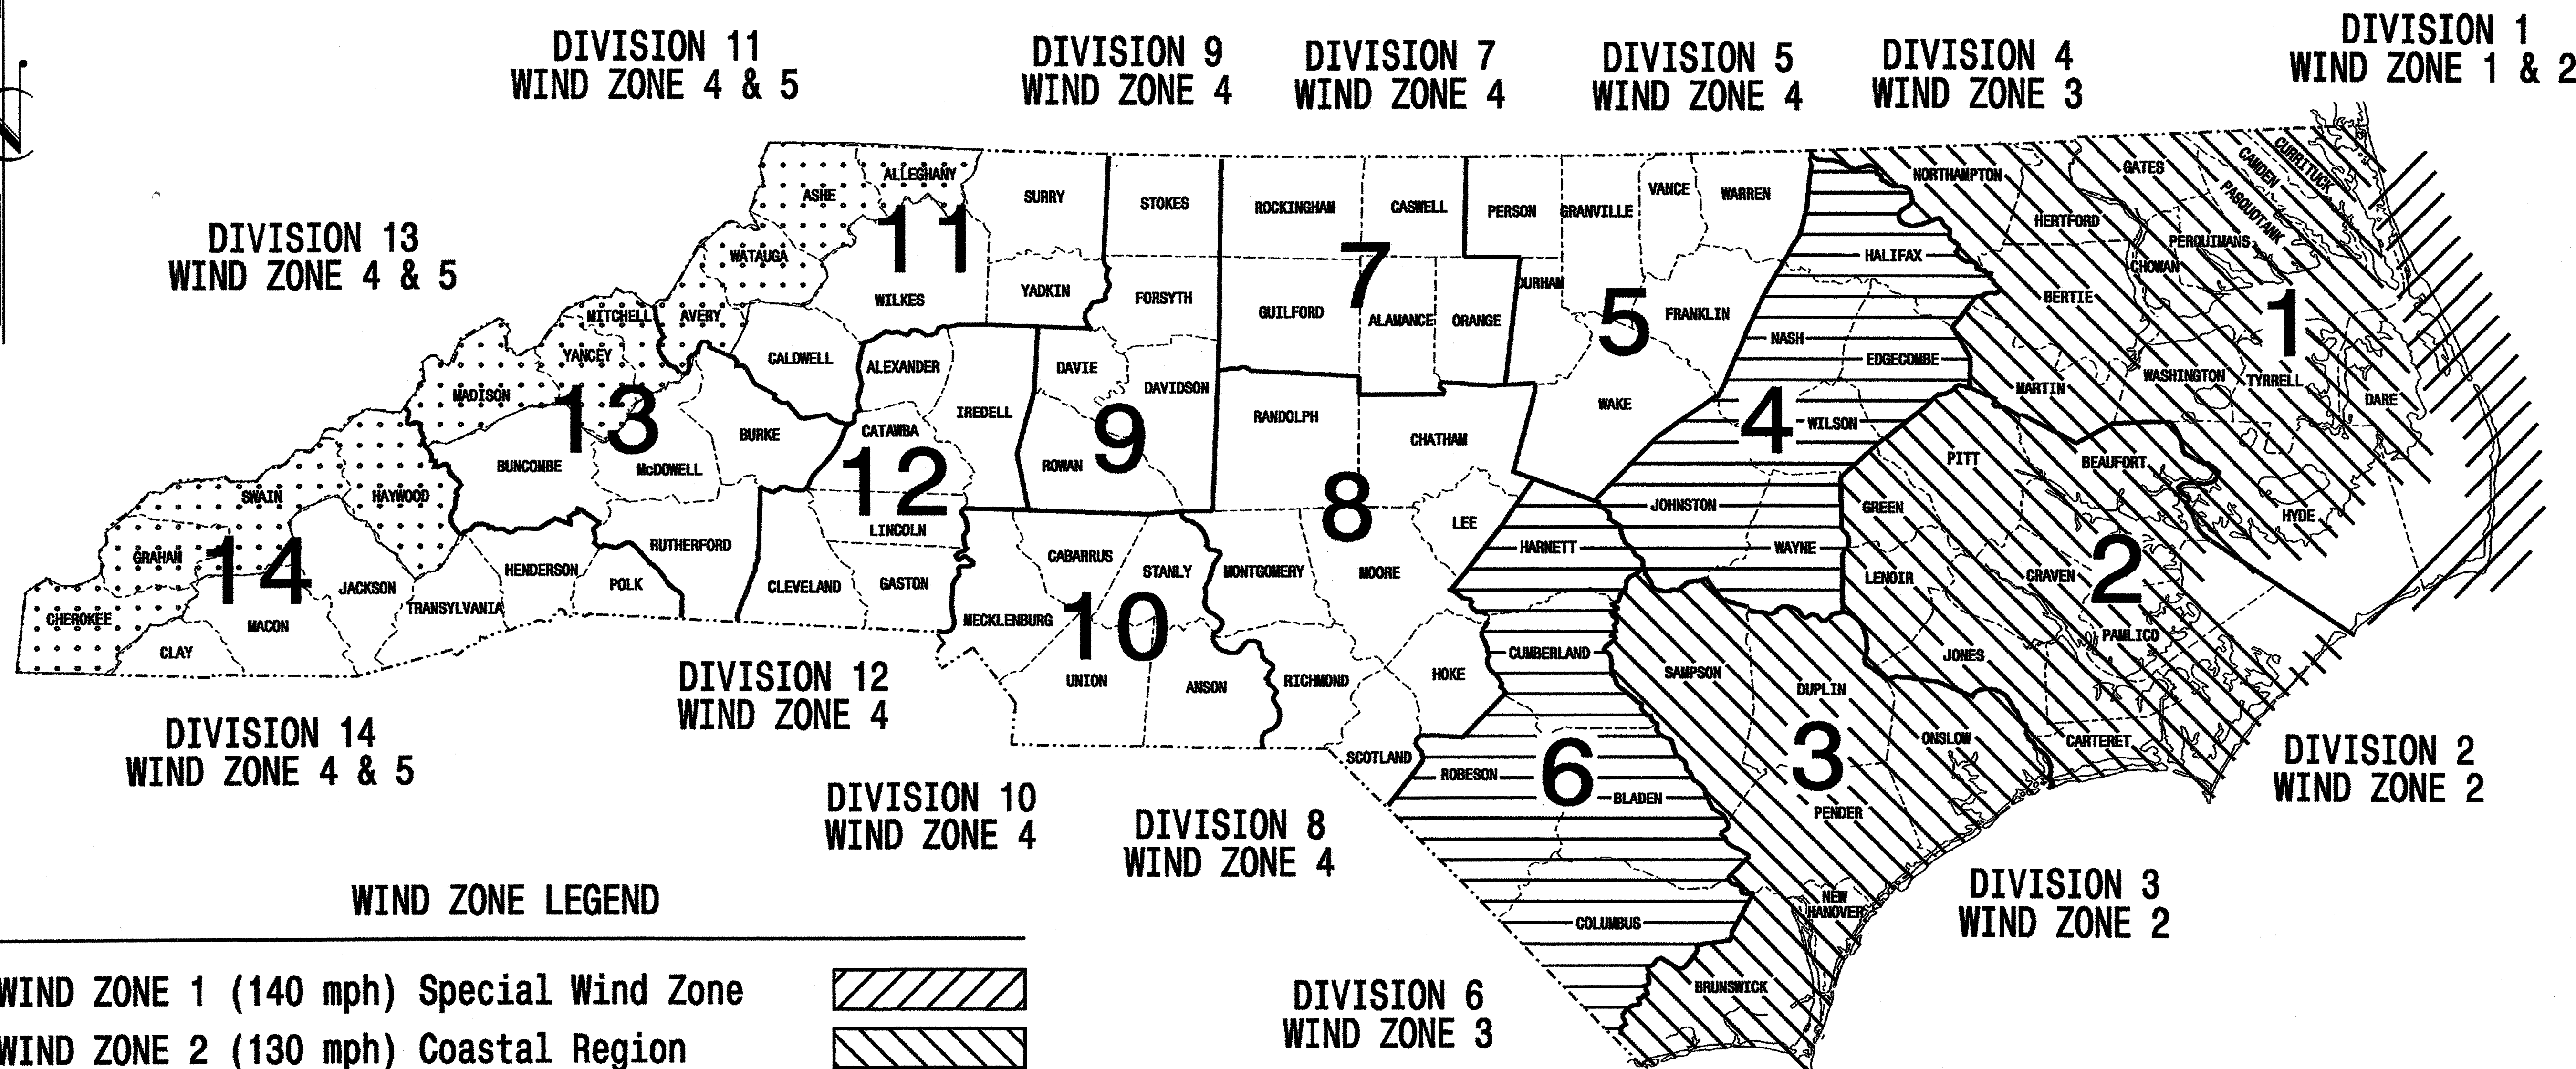 DIVISION 11
WIND ZONE 4 & 5
DIVISION 9
WIND ZONE 4
DIVISION 7
WIND ZONE 4
DIVISION 5
WIND ZONE 4
DIVISION 4
WIND ZONE 3
DIVISION 1
WIND ZONE 1 & 2
N
DIVISION 13
WIND ZONE 4 & 5
ASHE
ALLEGHANY
WATAUGA
11
WILKES
SURRY
YADKIN
AVERY
CALDWELL
STOKES
FORSYTH
DAVIE
DAVIDSON
ROWAN
9
ROCKINGHAM
CASWELL
7
GUILFORD
ALAMANCE
ORANGE
PERSON
GRANVILLE
VANCE
WARREN
DURHAM
5
FRANKLIN
WAKE
HALIFAX
NASH
EDGECOMBE
4
WILSON
JOHNSTON
WAYNE
NORTHAMPTON
GATES
CAMDEN
CURRITUCK
PASQUOTANK
HERTFORD
PERQUIMANS
CHOWAN
BERTIE
1
MARTIN
WASHINGTON
TYRRELL
DARE
HYDE
MITCHELL
YANCEY
MADISON
13
BURKE
BUNCOMBE
McDOWELL
RUTHERFORD
ALEXANDER
IREDELL
CATAWBA
12
LINCOLN
CLEVELAND
GASTON
RANDOLPH
CHATHAM
8
LEE
MONTGOMERY
MOORE
HOKE
RICHMOND
SCOTLAND
PITT
BEAUFORT
GREEN
2
LENOIR
CRAVEN
PAMLICO
JONES
CARTERET
SWAIN
HAYWOOD
GRAHAM
14
JACKSON
HENDERSON
POLK
TRANSYLVANIA
CHEROKEE
MACON
CLAY
CABARRUS
STANLY
MECKLENBURG
10
UNION
ANSON
HARNETT
CUMBERLAND
6
ROBESON
BLADEN
COLUMBUS
SAMPSON
DUPLIN
3
ONSLOW
PENDER
NEW
HANOVER
BRUNSWICK
DIVISION 14
WIND ZONE 4 & 5
DIVISION 12
WIND ZONE 4
DIVISION 10
WIND ZONE 4
DIVISION 8
WIND ZONE 4
DIVISION 6
WIND ZONE 3
DIVISION 3
WIND ZONE 2
DIVISION 2
WIND ZONE 2
WIND ZONE LEGEND
WIND ZONE 1 (140 mph) Special Wind Zone
WIND ZONE 2 (130 mph) Coastal Region